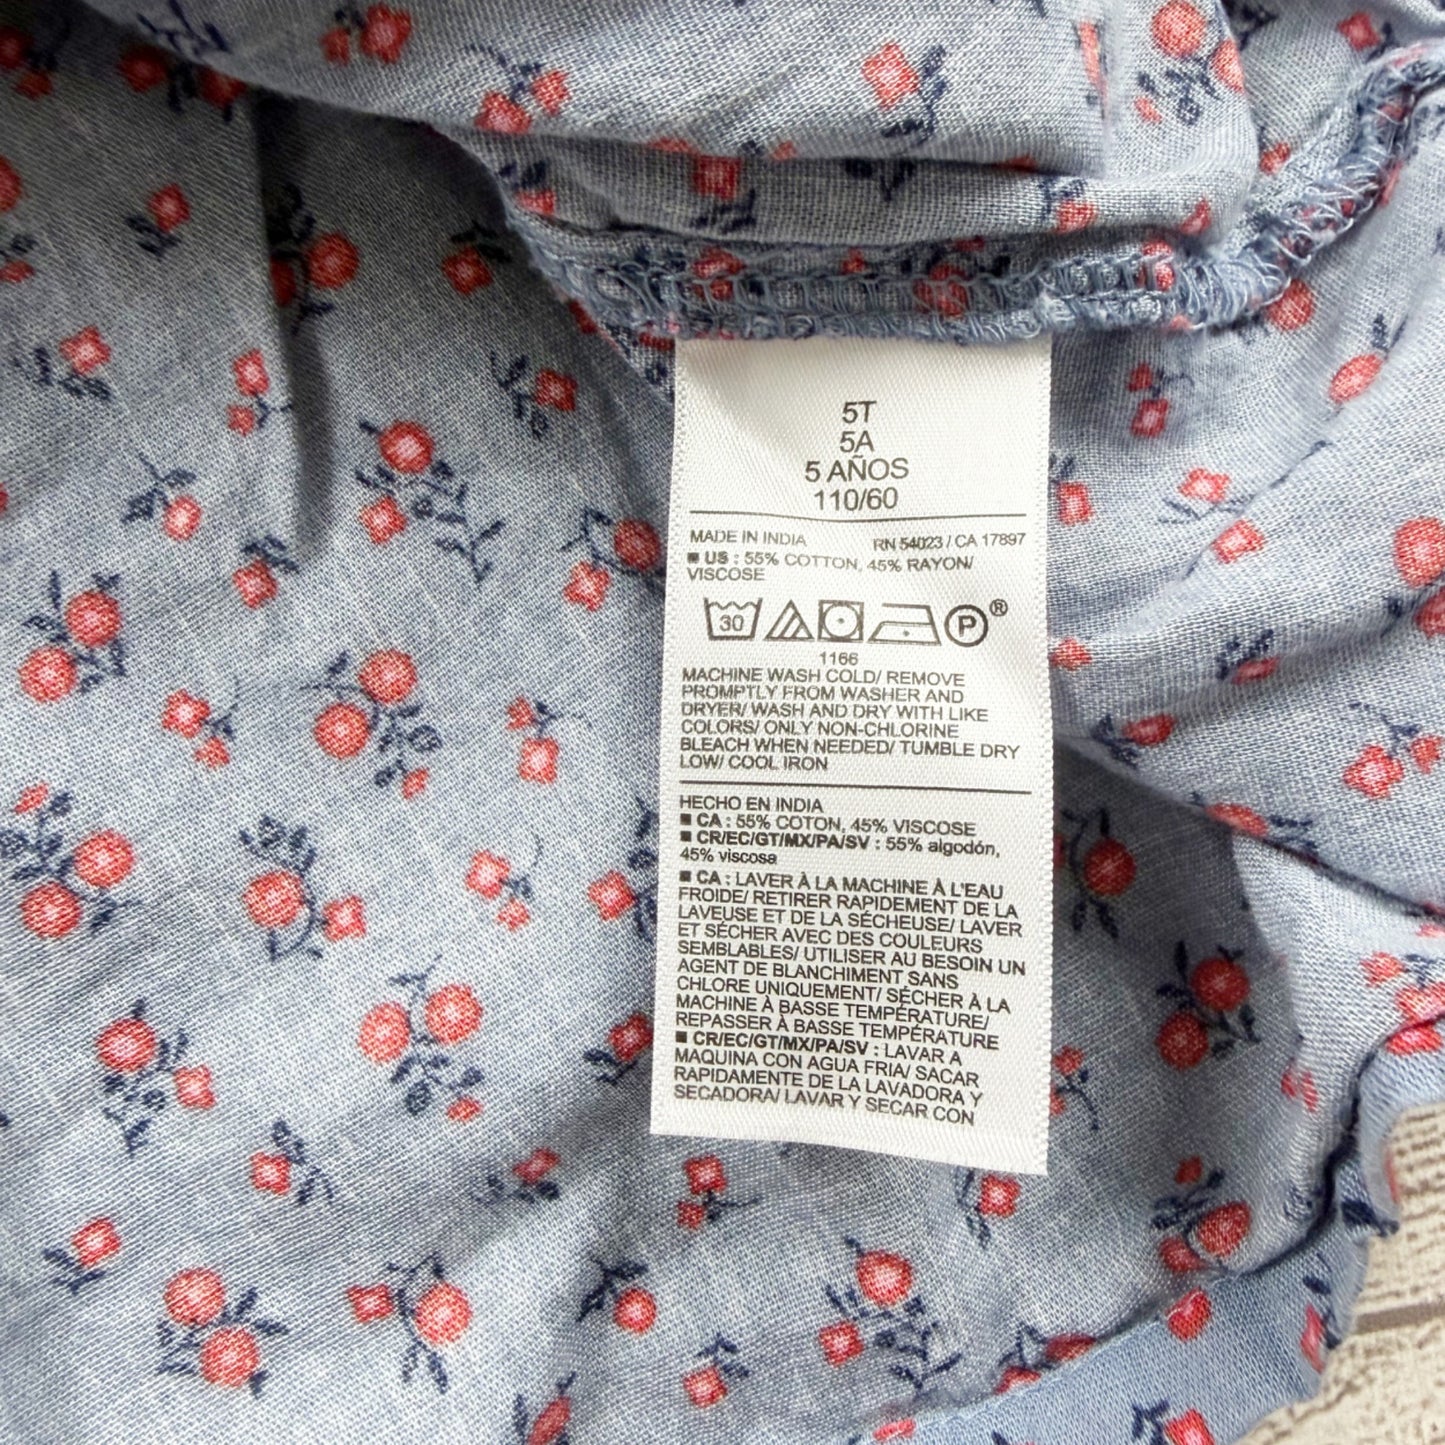 5T
5A
5 AÑOS
110/60
MADE IN INDIA RN 54023 / CA 17897
■ US : 55% COTTON, 45% RAYON/
VISCOSE
30 P ®
1166
MACHINE WASH COLD/ REMOVE
PROMPTLY FROM WASHER AND
DRYER/ WASH AND DRY WITH LIKE
COLORS/ ONLY NON-CHLORINE
BLEACH WHEN NEEDED/ TUMBLE DRY
LOW/ COOL IRON
HECHO EN INDIA
■ CA : 55% COTON, 45% VISCOSE
■ CR/EC/GT/MX/PA/SV : 55% algodón,
45% viscosa
■ CA : LAVER À LA MACHINE À L'EAU
FROIDE/ RETIRER RAPIDEMENT DE LA
LAVEUSE ET DE LA SÉCHEUSE/ LAVER
ET SÉCHER AVEC DES COULEURS
SEMBLABLES/ UTILISER AU BESOIN UN
AGENT DE BLANCHIMENT SANS
CHLORE UNIQUEMENT/ SÉCHER À LA
MACHINE À BASSE TEMPÉRATURE/
REPASSER À BASSE TEMPÉRATURE
■ CR/EC/GT/MX/PA/SV : LAVAR A
MAQUINA CON AGUA FRIA/ SACAR
RAPIDAMENTE DE LA LAVADORA Y
SECADORA/ LAVAR Y SECAR CON